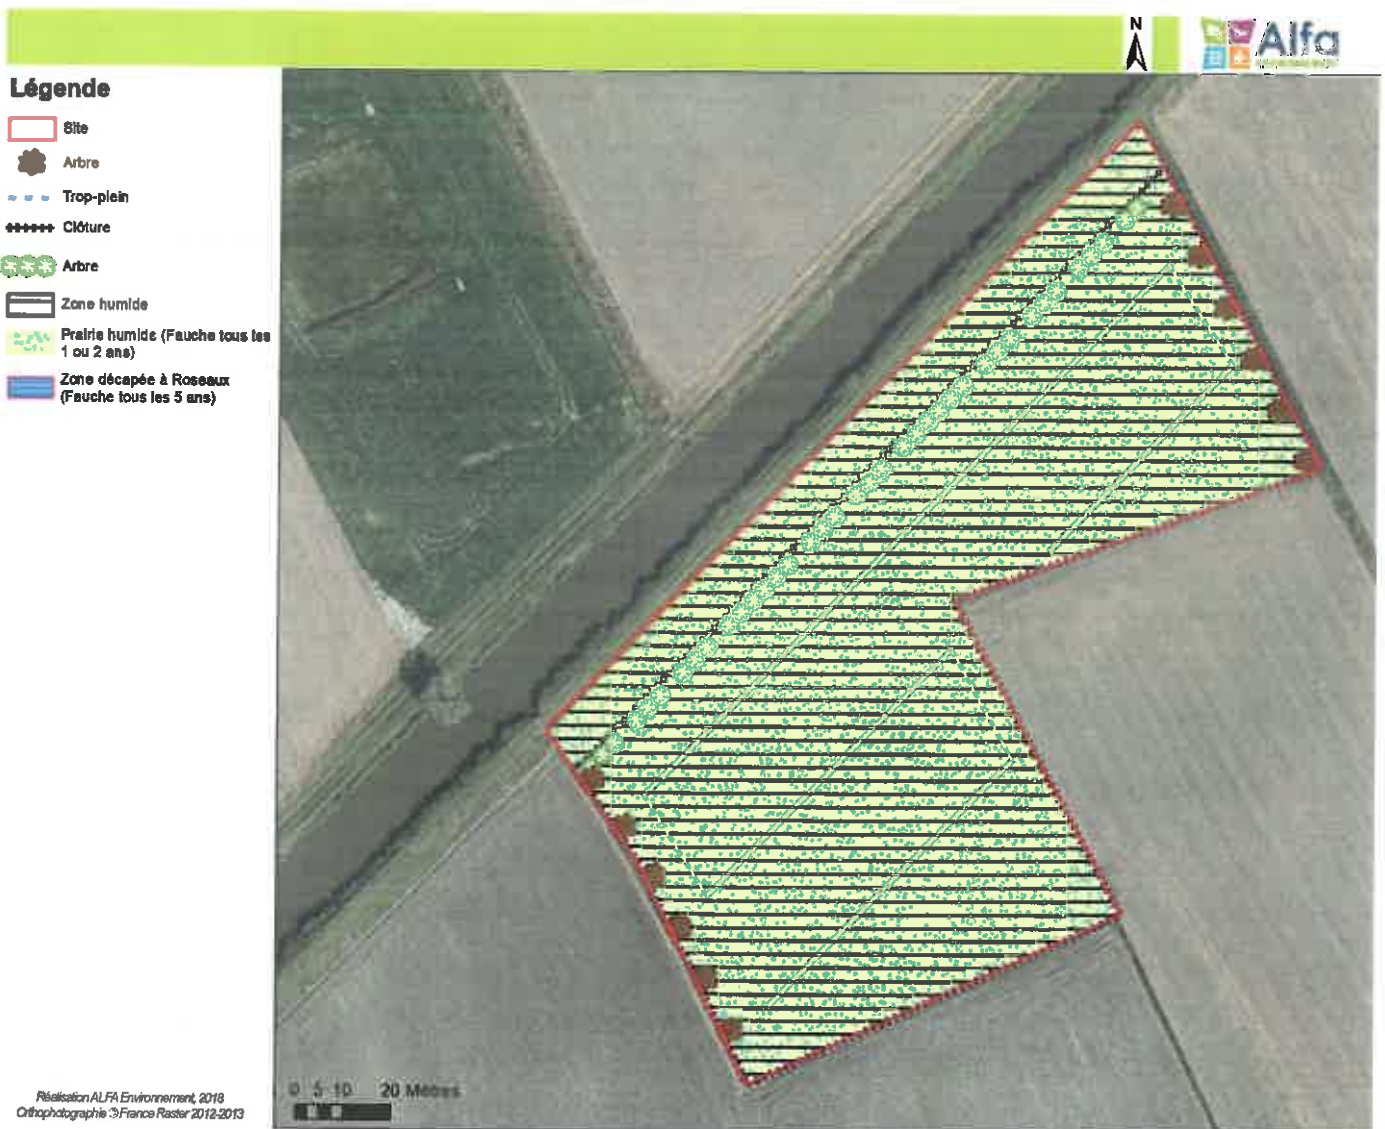 N
Alfa
Légende
Site
Arbre
Trop-plein
Clôture
Arbre
Zone humide
Prairie humide (Fauche tous les
1 ou 2 ans)
Zone décapée à Roseaux
(Fauche tous les 5 ans)
0 5 10 20 Mètres
Réalisation ALFA Environnement, 2018
Orthophotographie © France Raster 2012-2013